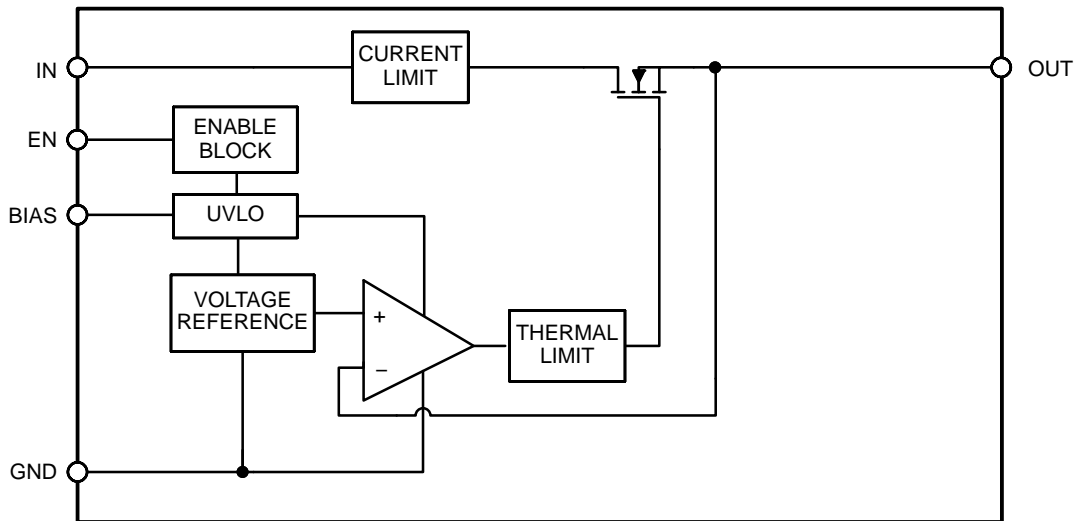 IN
CURRENT
LIMIT
OUT
EN
ENABLE
BLOCK
BIAS
UVLO
VOLTAGE
REFERENCE
+
−
THERMAL
LIMIT
GND